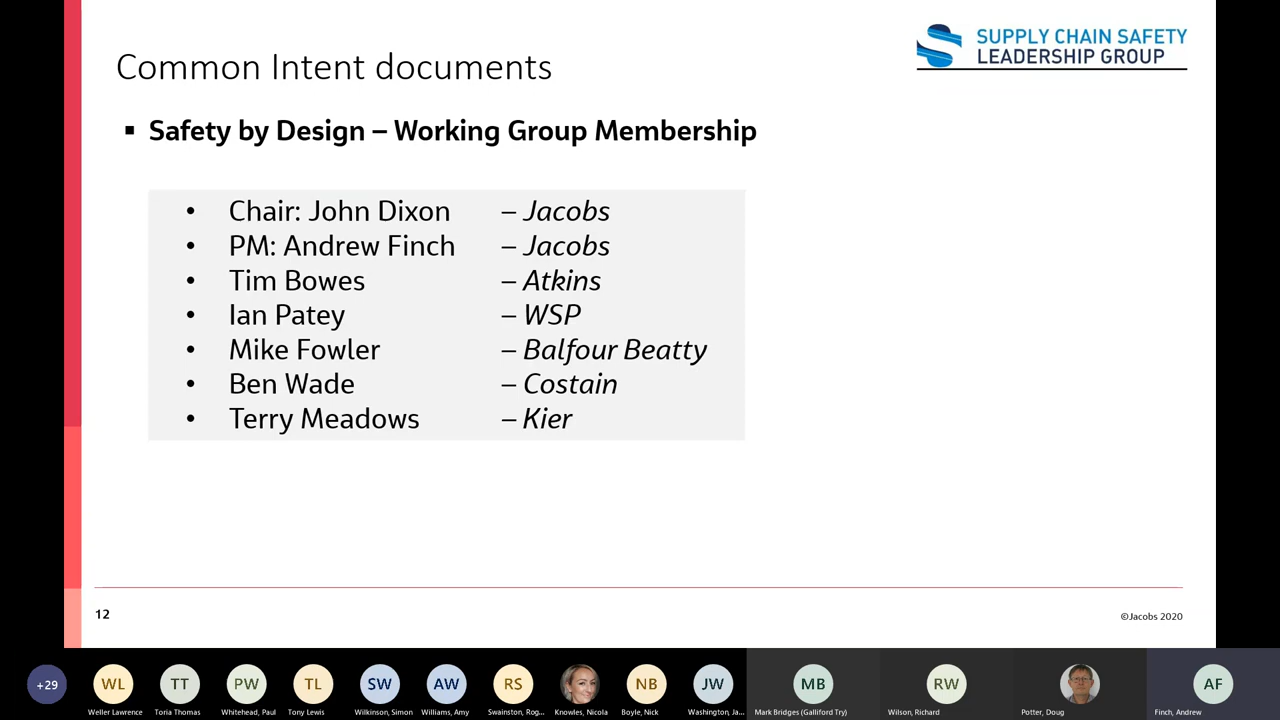 SUPPLY CHAIN SAFETY
LEADERSHIP GROUP
Common Intent documents
▪ Safety by Design – Working Group Membership
• Chair: John Dixon – Jacobs
• PM: Andrew Finch – Jacobs
• Tim Bowes – Atkins
• Ian Patey – WSP
• Mike Fowler – Balfour Beatty
• Ben Wade – Costain
• Terry Meadows – Kier
12
©Jacobs 2020
+29 WL TT PW TL SW AW RS NB JW MB RW AF
Weller Lawrence Toria Thomas Whitehead, Paul Tony Lewis Wilkinson, Simon Williams, Amy Swainston, Rog... Knowles, Nicola Boyle, Nick Washington, Ja... Mark Bridges (Galliford Try) Wilson, Richard Potter, Doug Finch, Andrew